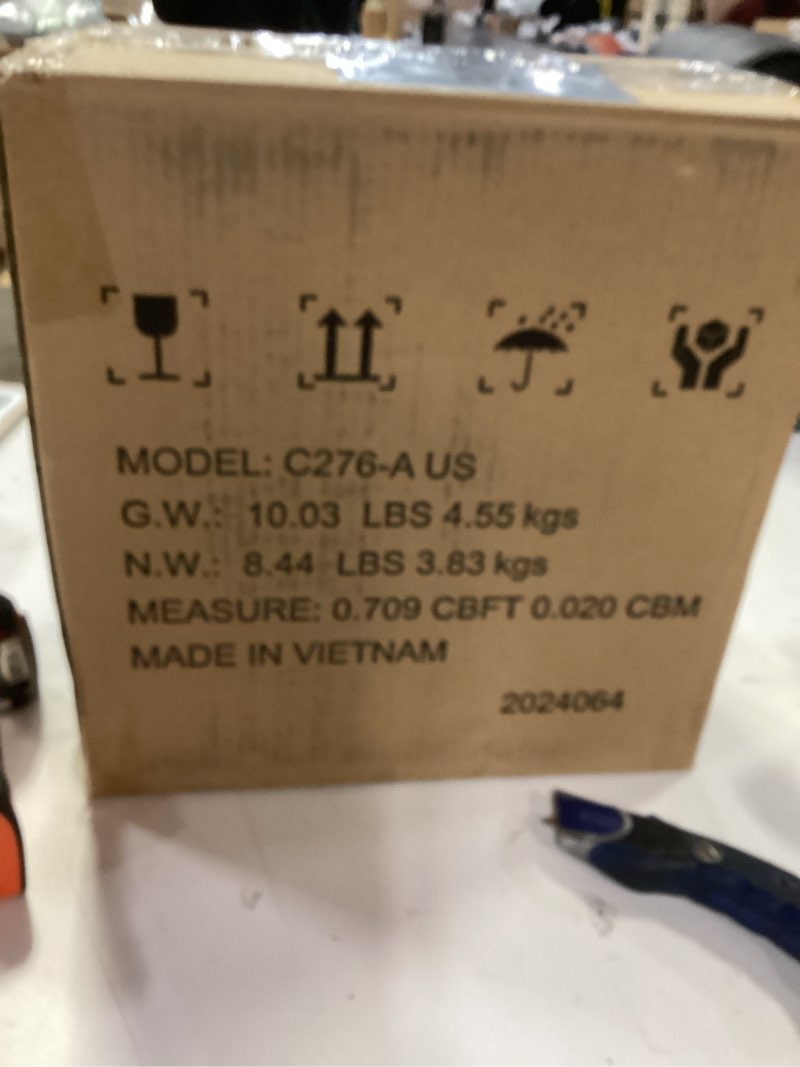 MODEL: C276-A US
G.W.: 10.03 LBS 4.55 kgs
N.W.: 8.44 LBS 3.83 kgs
MEASURE: 0.709 CBFT 0.020 CBM
MADE IN VIETNAM
2024064